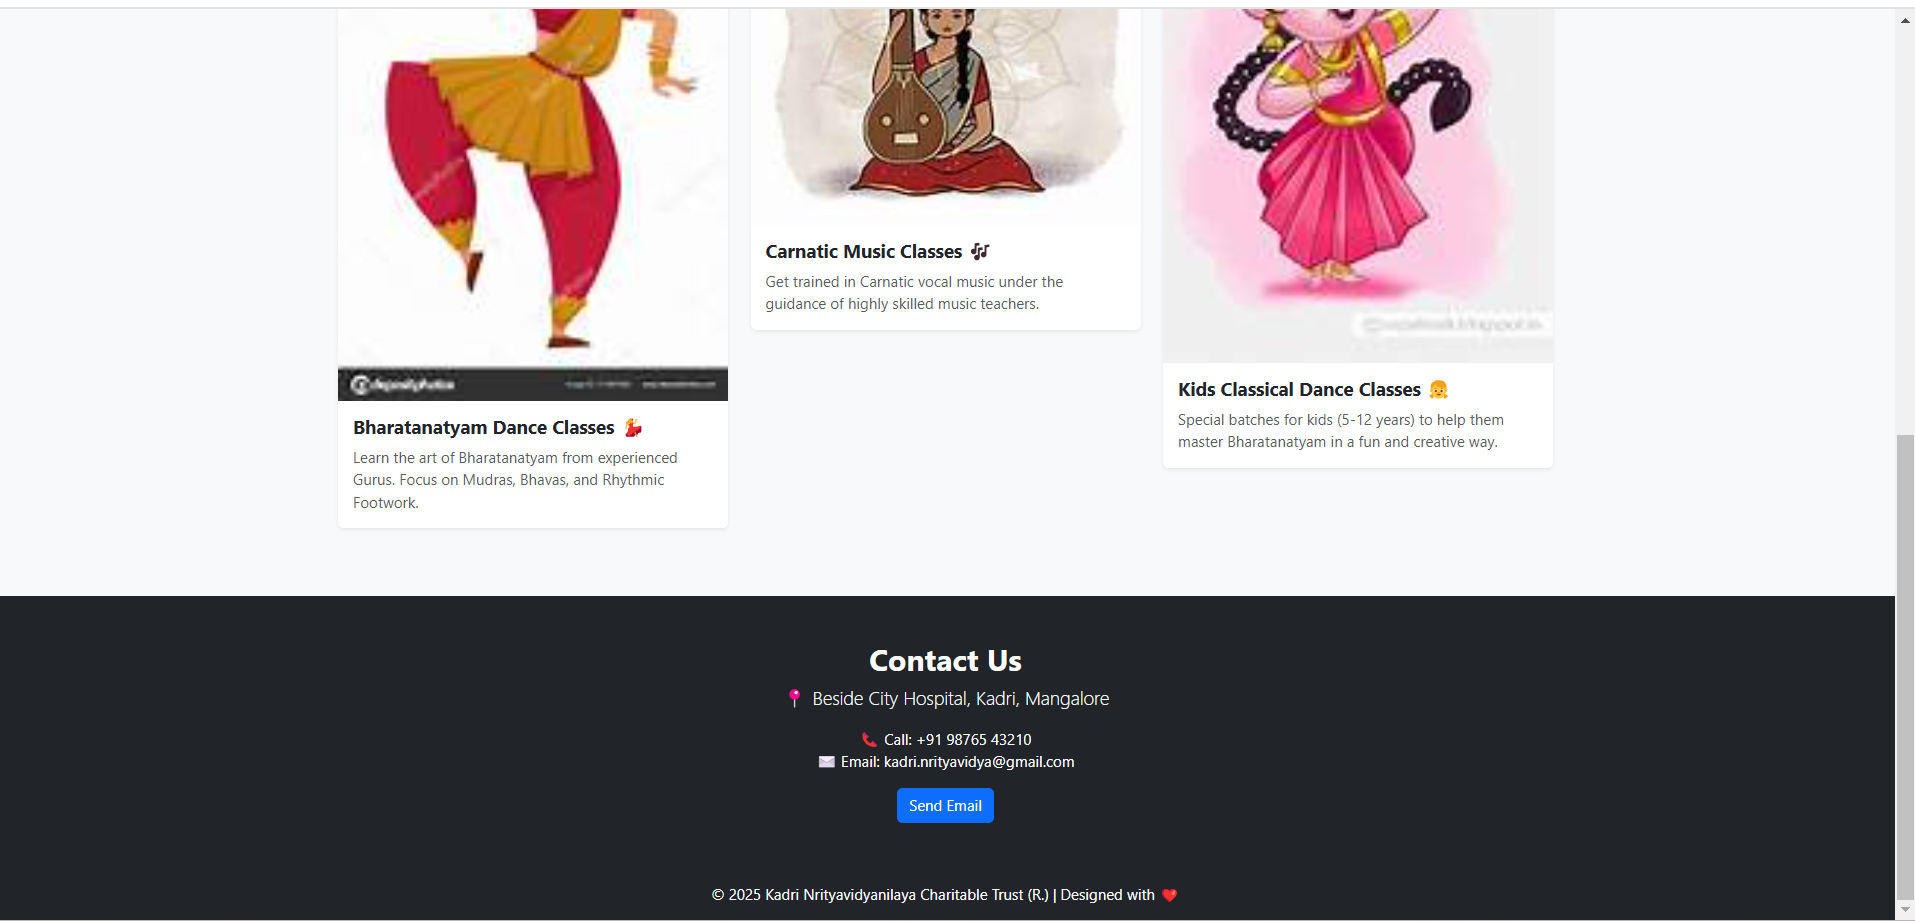 Carnatic Music Classes 🎶
Get trained in Carnatic vocal music under the
guidance of highly skilled music teachers.
depositphotos
Kids Classical Dance Classes 👧
Special batches for kids (5-12 years) to help them
master Bharatanatyam in a fun and creative way.
Bharatanatyam Dance Classes 💃
Learn the art of Bharatanatyam from experienced
Gurus. Focus on Mudras, Bhavas, and Rhythmic
Footwork.
Contact Us
📍 Beside City Hospital, Kadri, Mangalore
📞 Call: +91 98765 43210
✉️ Email: kadri.nrityavidya@gmail.com
Send Email
© 2025 Kadri Nrityavidyanilaya Charitable Trust (R.) | Designed with ❤️